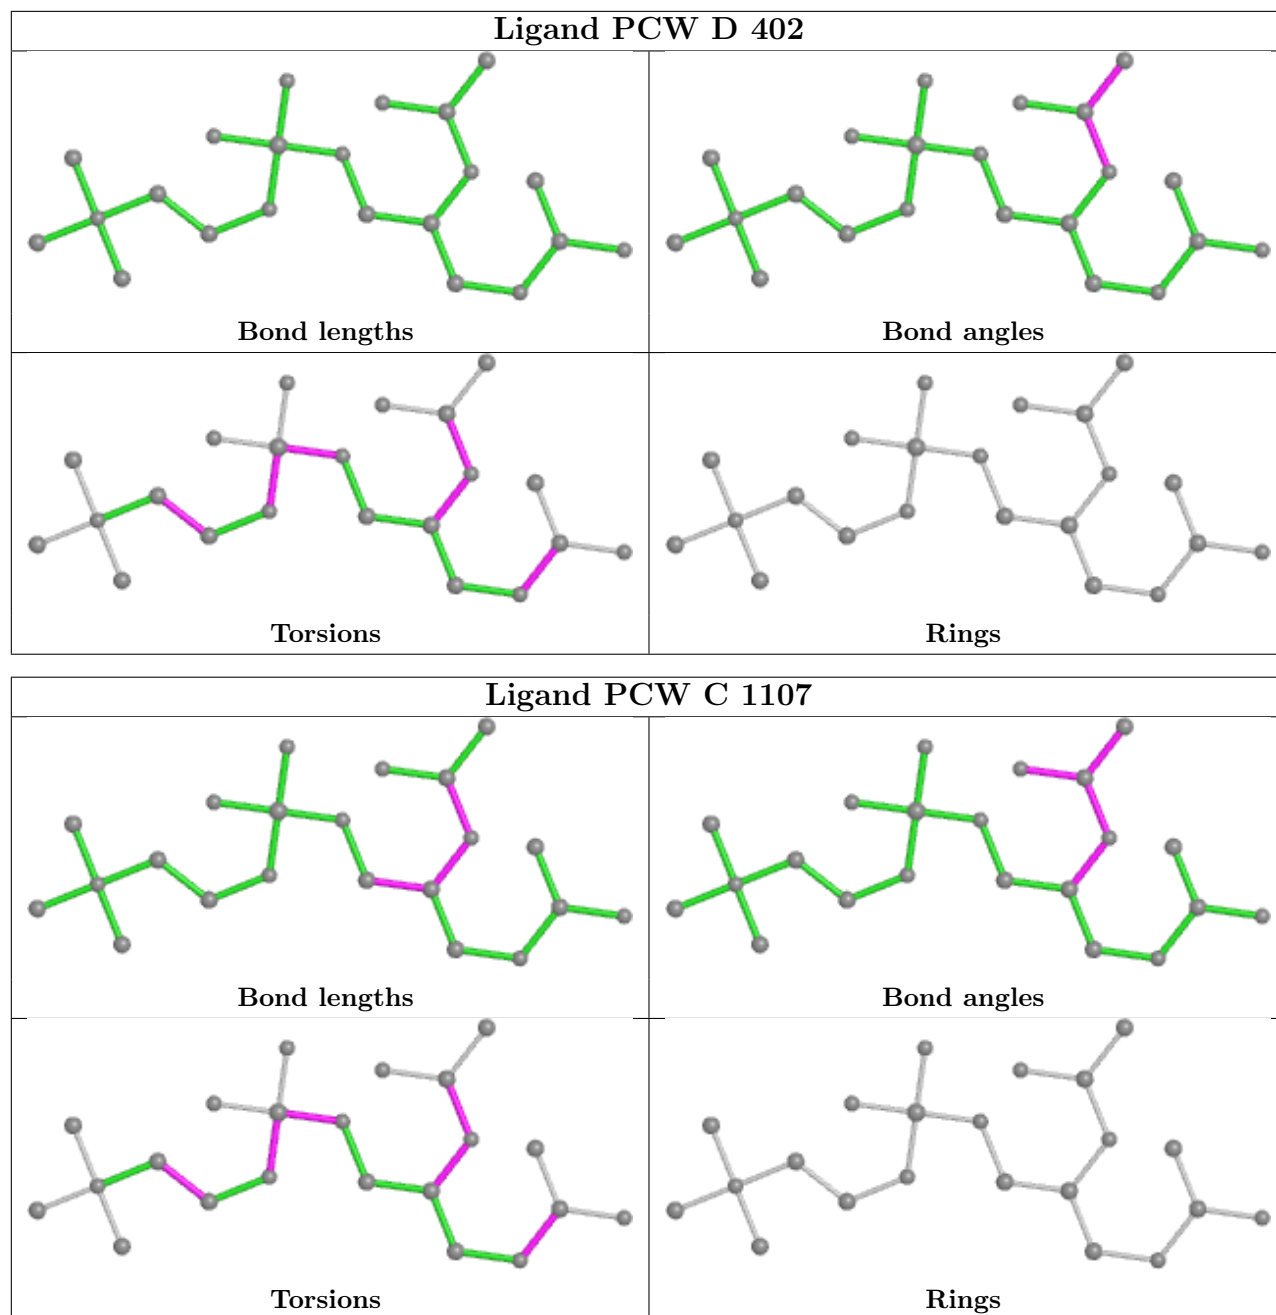 Ligand PCW D 402
Bond lengths
Bond angles
Torsions
Rings
Ligand PCW C 1107
Bond lengths
Bond angles
Torsions
Rings